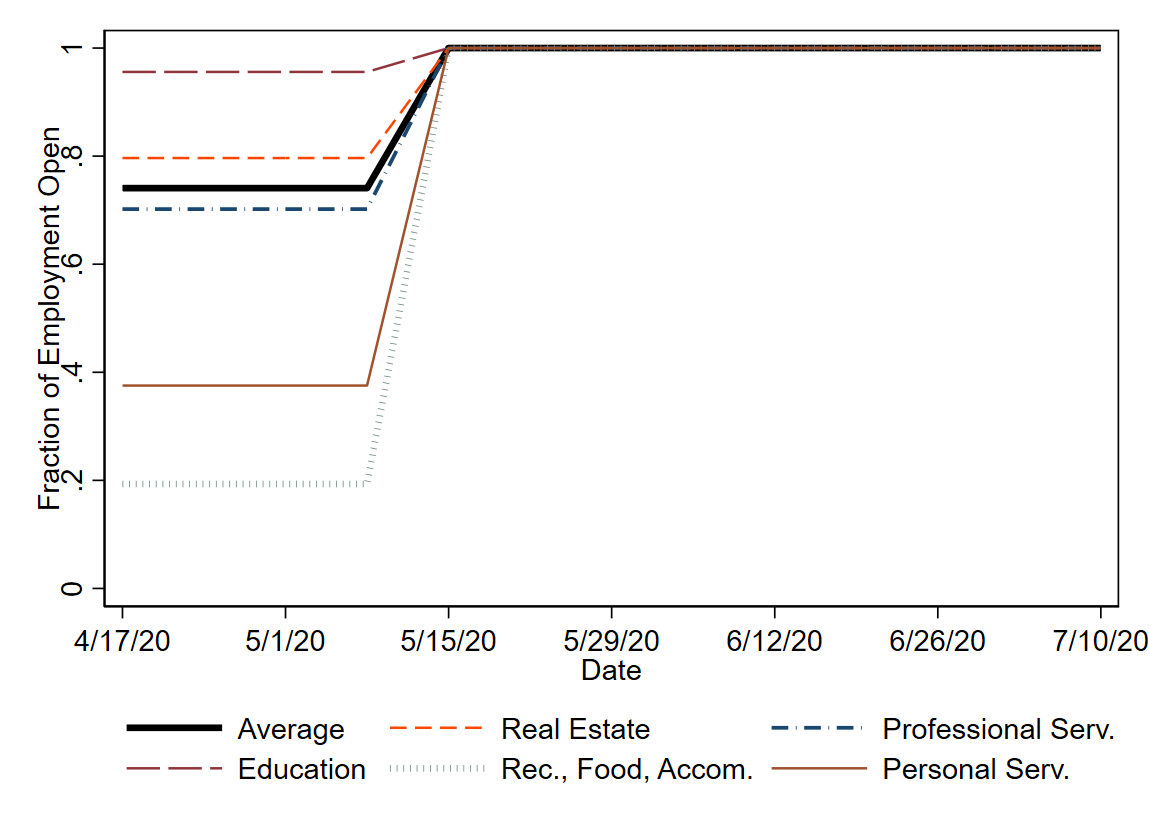 Fraction of Employment Open
1
.8
.6
.4
.2
0
4/17/20 5/1/20 5/15/20 5/29/20 6/12/20 6/26/20 7/10/20
Date
Average Real Estate Professional Serv.
Education Rec., Food, Accom. Personal Serv.